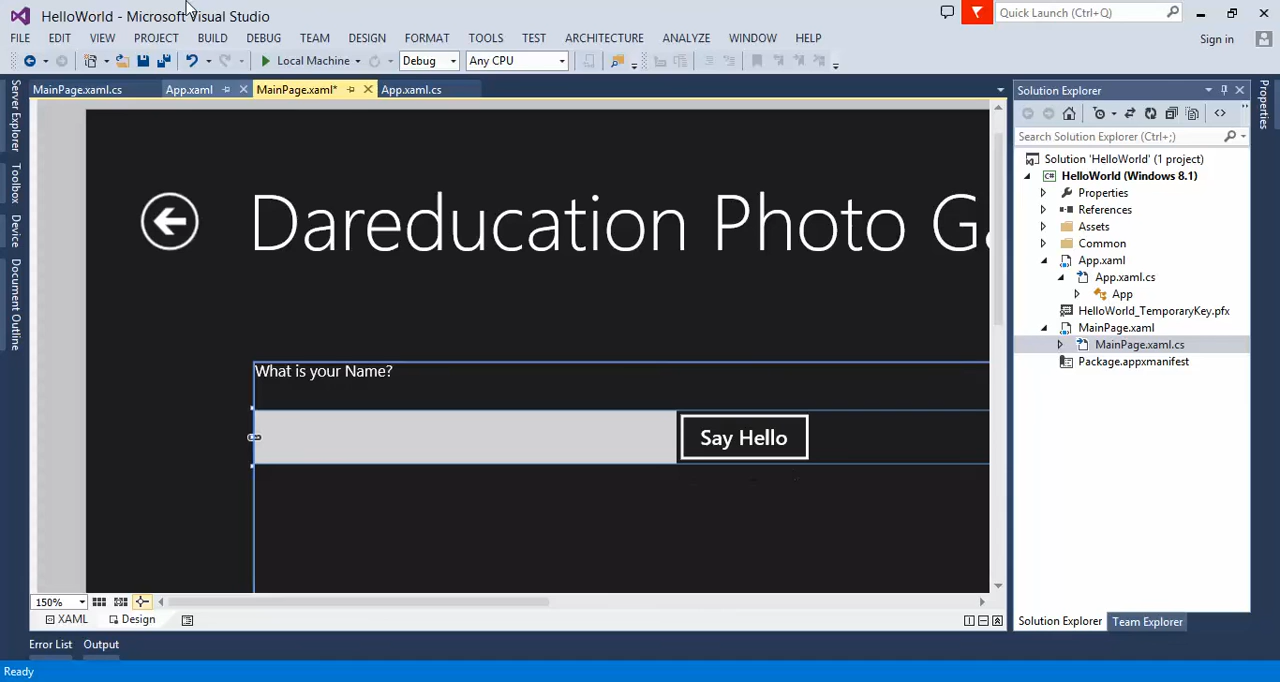 HelloWorld - Microsoft Visual Studio
Quick Launch (Ctrl+Q)
FILE EDIT VIEW PROJECT BUILD DEBUG TEAM DESIGN FORMAT TOOLS TEST ARCHITECTURE ANALYZE WINDOW HELP
Sign in
Local Machine Debug Any CPU
MainPage.xaml.cs App.xaml MainPage.xaml* App.xaml.cs
Server Explorer
Toolbox
Device
Document Outline
Dareducation Photo Ga
What is your Name?
Say Hello
150%
XAML Design
Solution Explorer
Search Solution Explorer (Ctrl+;)
Solution 'HelloWorld' (1 project)
C# HelloWorld (Windows 8.1)
Properties
References
Assets
Common
App.xaml
App.xaml.cs
App
HelloWorld_TemporaryKey.pfx
MainPage.xaml
MainPage.xaml.cs
Package.appxmanifest
Solution Explorer Team Explorer
Properties
Error List Output
Ready